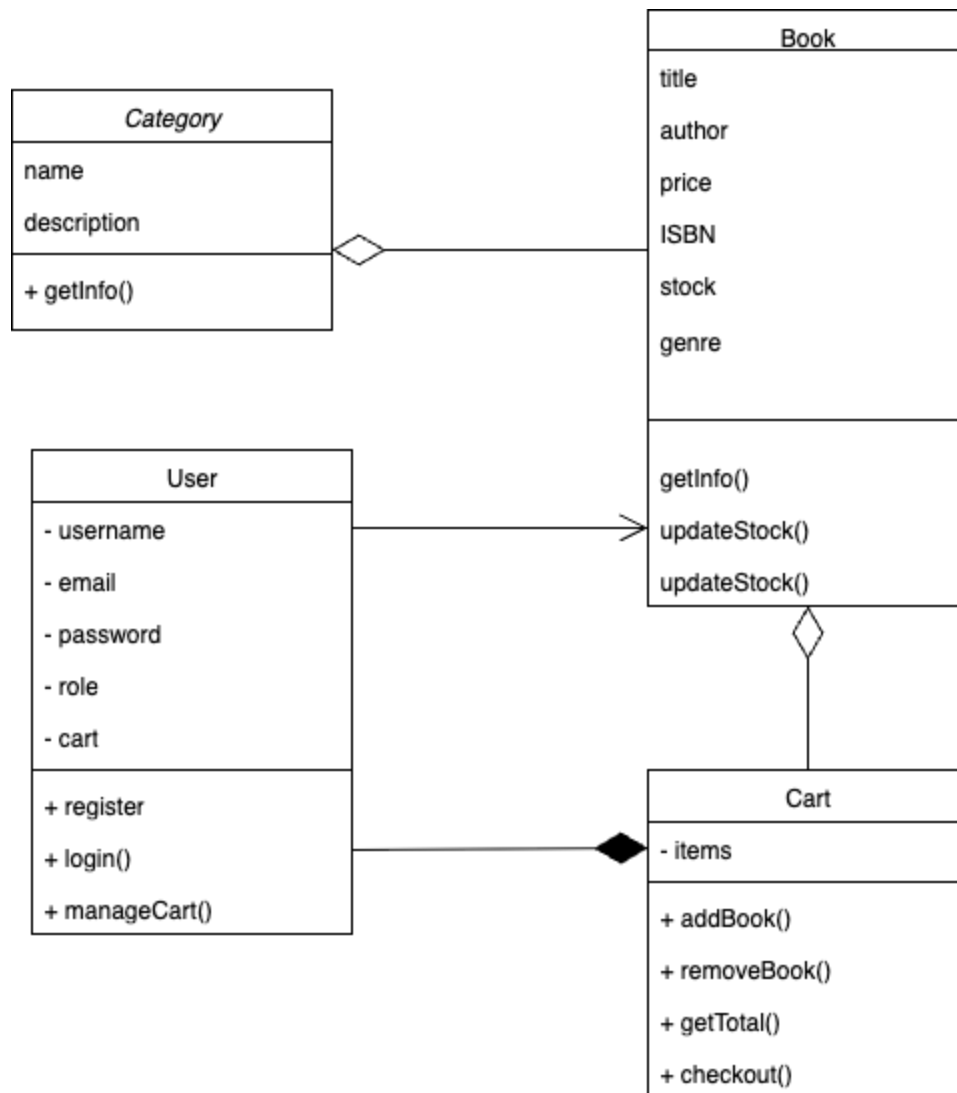 Category
name
description
+ getInfo()
Book
title
author
price
ISBN
stock
genre
getInfo()
updateStock()
updateStock()
User
- username
- email
- password
- role
- cart
+ register
+ login()
+ manageCart()
Cart
- items
+ addBook()
+ removeBook()
+ getTotal()
+ checkout()